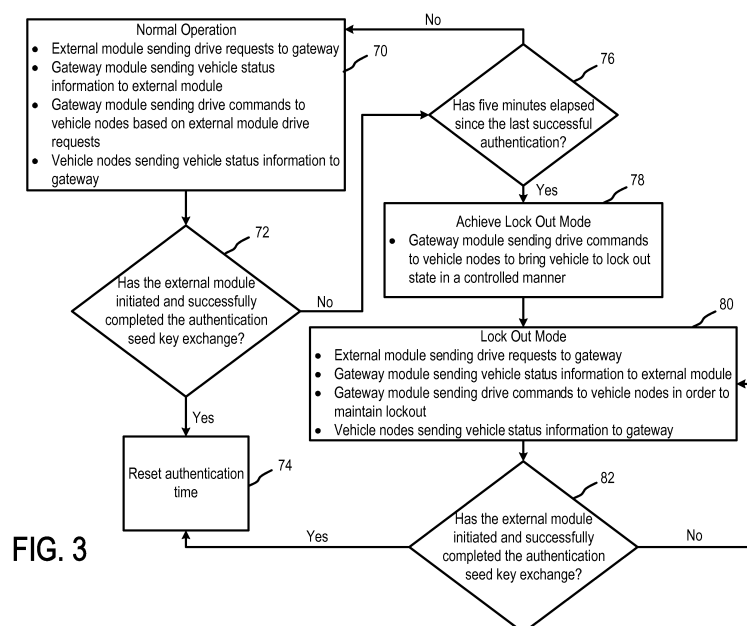 Normal Operation
• External module sending drive requests to gateway
• Gateway module sending vehicle status
information to external module
• Gateway module sending drive commands to
vehicle nodes based on external module drive
requests
• Vehicle nodes sending vehicle status information to
gateway
70
No
76
Has five minutes elapsed
since the last successful
authentication?
Yes
78
Achieve Lock Out Mode
• Gateway module sending drive commands
to vehicle nodes to bring vehicle to lock out
state in a controlled manner
72
Has the external module
initiated and successfully
completed the authentication
seed key exchange?
No
Yes
80
Lock Out Mode
• External module sending drive requests to gateway
• Gateway module sending vehicle status information to external module
• Gateway module sending drive commands to vehicle nodes in order to
maintain lockout
• Vehicle nodes sending vehicle status information to gateway
74
Reset authentication
time
82
Has the external module
initiated and successfully
completed the authentication
seed key exchange?
Yes
No
FIG. 3